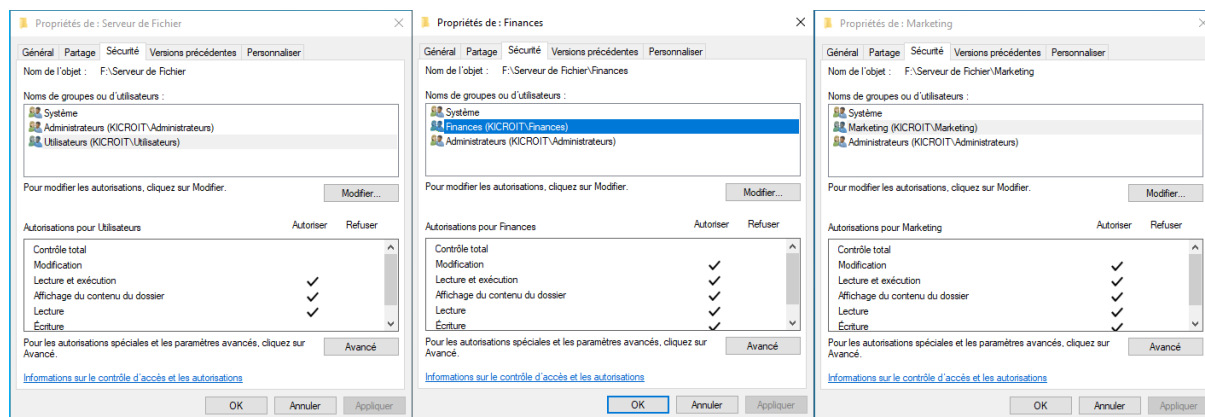 Propriétés de : Serveur de Fichier
Général Partage Sécurité Versions précédentes Personnaliser
Nom de l'objet : F:\Serveur de Fichier
Noms de groupes ou d'utilisateurs :
Système
Administrateurs (KICROIT\Administrateurs)
Utilisateurs (KICROIT\Utilisateurs)
Pour modifier les autorisations, cliquez sur Modifier.
Modifier...
Autorisations pour Utilisateurs Autoriser Refuser
Contrôle total
Modification
Lecture et exécution
Affichage du contenu du dossier
Lecture
Écriture
Pour les autorisations spéciales et les paramètres avancés, cliquez sur
Avancé.
Avancé
Informations sur le contrôle d'accès et les autorisations
OK Annuler Appliquer
Propriétés de : Finances
Général Partage Sécurité Versions précédentes Personnaliser
Nom de l'objet : F:\Serveur de Fichier\Finances
Noms de groupes ou d'utilisateurs :
Système
Finances (KICROIT\Finances)
Administrateurs (KICROIT\Administrateurs)
Pour modifier les autorisations, cliquez sur Modifier.
Modifier...
Autorisations pour Finances Autoriser Refuser
Contrôle total
Modification
Lecture et exécution
Affichage du contenu du dossier
Lecture
Écriture
Pour les autorisations spéciales et les paramètres avancés, cliquez sur
Avancé.
Avancé
Informations sur le contrôle d'accès et les autorisations
OK Annuler Appliquer
Propriétés de : Marketing
Général Partage Sécurité Versions précédentes Personnaliser
Nom de l'objet : F:\Serveur de Fichier\Marketing
Noms de groupes ou d'utilisateurs :
Système
Marketing (KICROIT\Marketing)
Administrateurs (KICROIT\Administrateurs)
Pour modifier les autorisations, cliquez sur Modifier.
Modifier...
Autorisations pour Marketing Autoriser Refuser
Contrôle total
Modification
Lecture et exécution
Affichage du contenu du dossier
Lecture
Écriture
Pour les autorisations spéciales et les paramètres avancés, cliquez sur
Avancé.
Avancé
Informations sur le contrôle d'accès et les autorisations
OK Annuler Appliquer